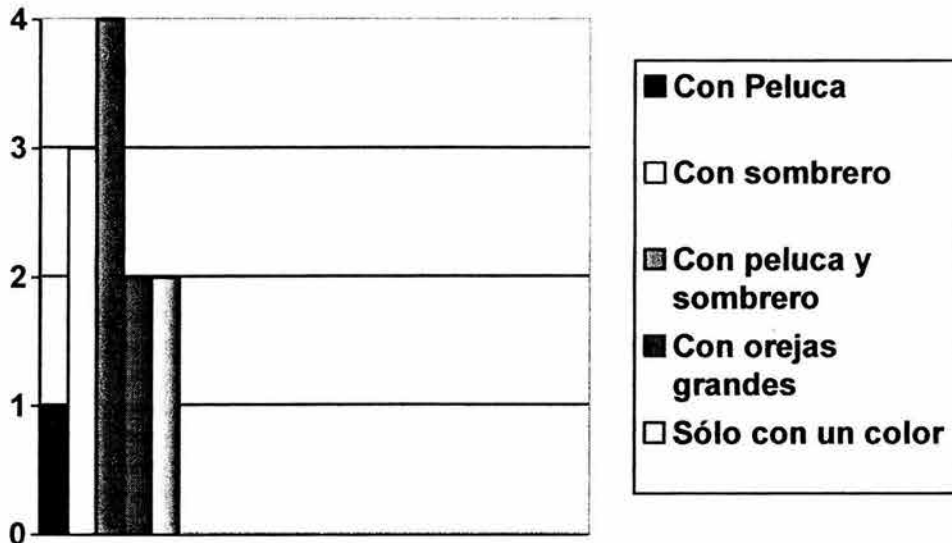 4
3
2
1
0
Con Peluca
Con sombrero
Con peluca y
sombrero
Con orejas
grandes
Sólo con un color